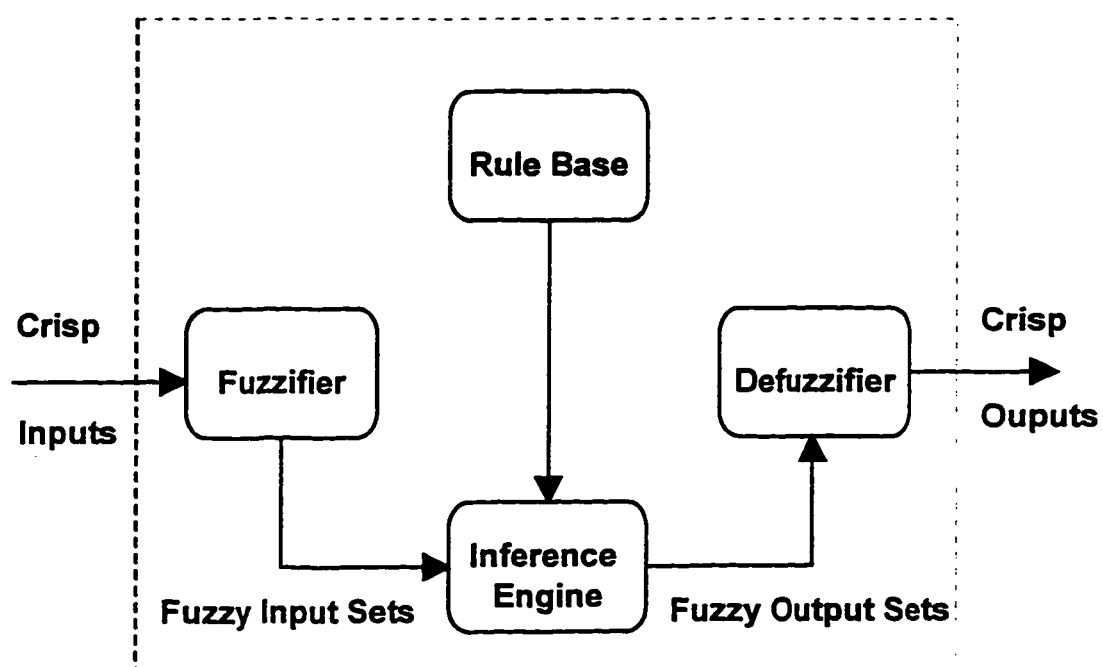 Rule Base
Crisp
Inputs
Fuzzifier
Defuzzifier
Crisp
Ouputs
Inference
Engine
Fuzzy Input Sets
Fuzzy Output Sets